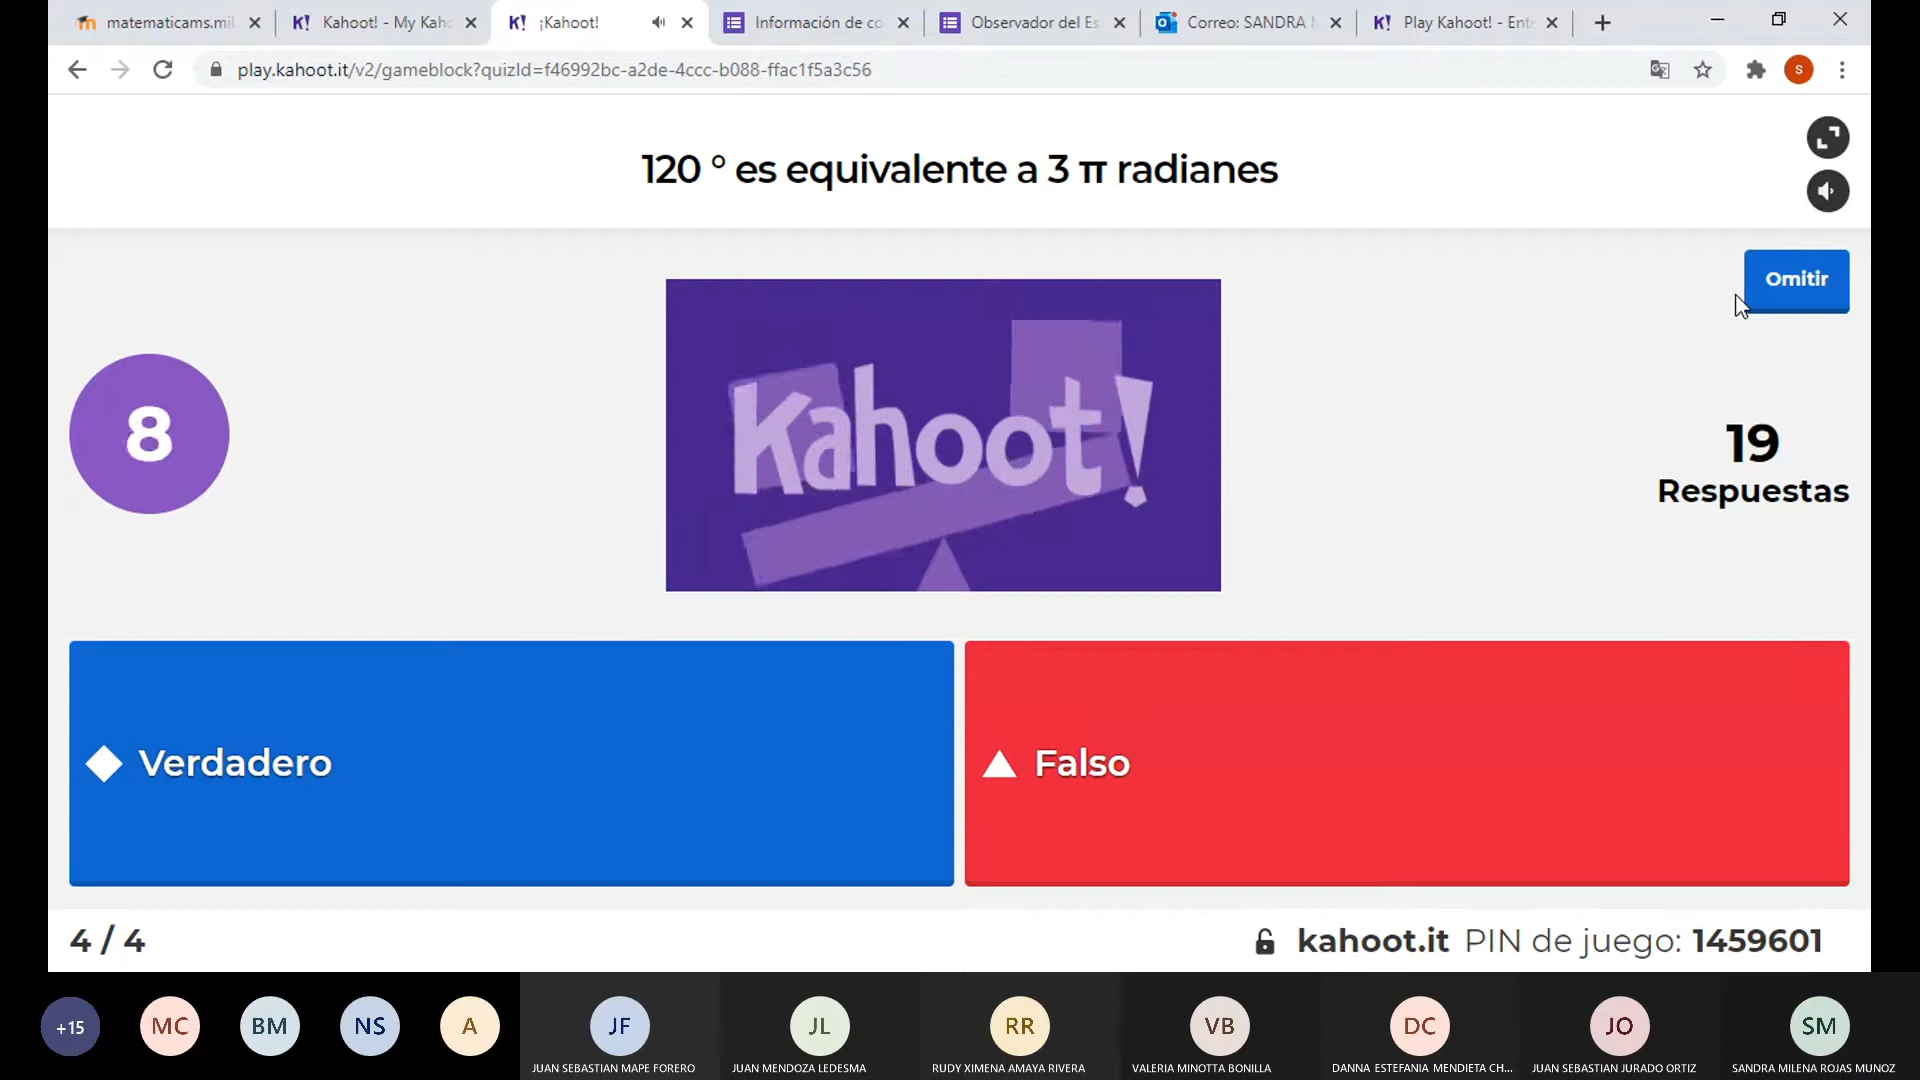 matematicams.mil
Kahoot! - My Kaho
¡Kahoot!
Información de co
Observador del Es
Correo: SANDRA M
Play Kahoot! - Ente
play.kahoot.it/v2/gameblock?quizId=f46992bc-a2de-4ccc-b088-ffac1f5a3c56
S
120 ° es equivalente a 3 π radianes
Omitir
8
Kahoot!
19
Respuestas
Verdadero
Falso
4 / 4
kahoot.it PIN de juego: 1459601
+15
MC
BM
NS
A
JF
JL
RR
VB
DC
JO
SM
JUAN SEBASTIAN MAPE FORERO
JUAN MENDOZA LEDESMA
RUDY XIMENA AMAYA RIVERA
VALERIA MINOTTA BONILLA
DANNA ESTEFANIA MENDIETA CH...
JUAN SEBASTIAN JURADO ORTIZ
SANDRA MILENA ROJAS MUNOZ